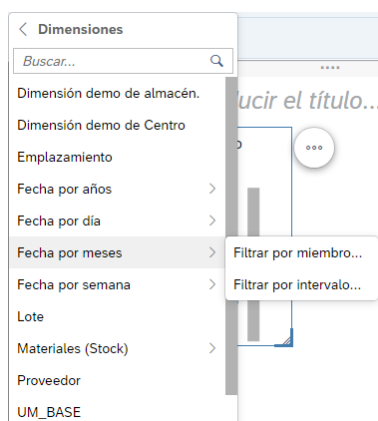 Dimensiones
Buscar...
Dimensión demo de almacén.
Dimensión demo de Centro
Emplazamiento
Fecha por años
Fecha por día
Fecha por meses
Fecha por semana
Lote
Materiales (Stock)
Proveedor
UM_BASE
ucir el título...
Filtrar por miembro...
Filtrar por intervalo...